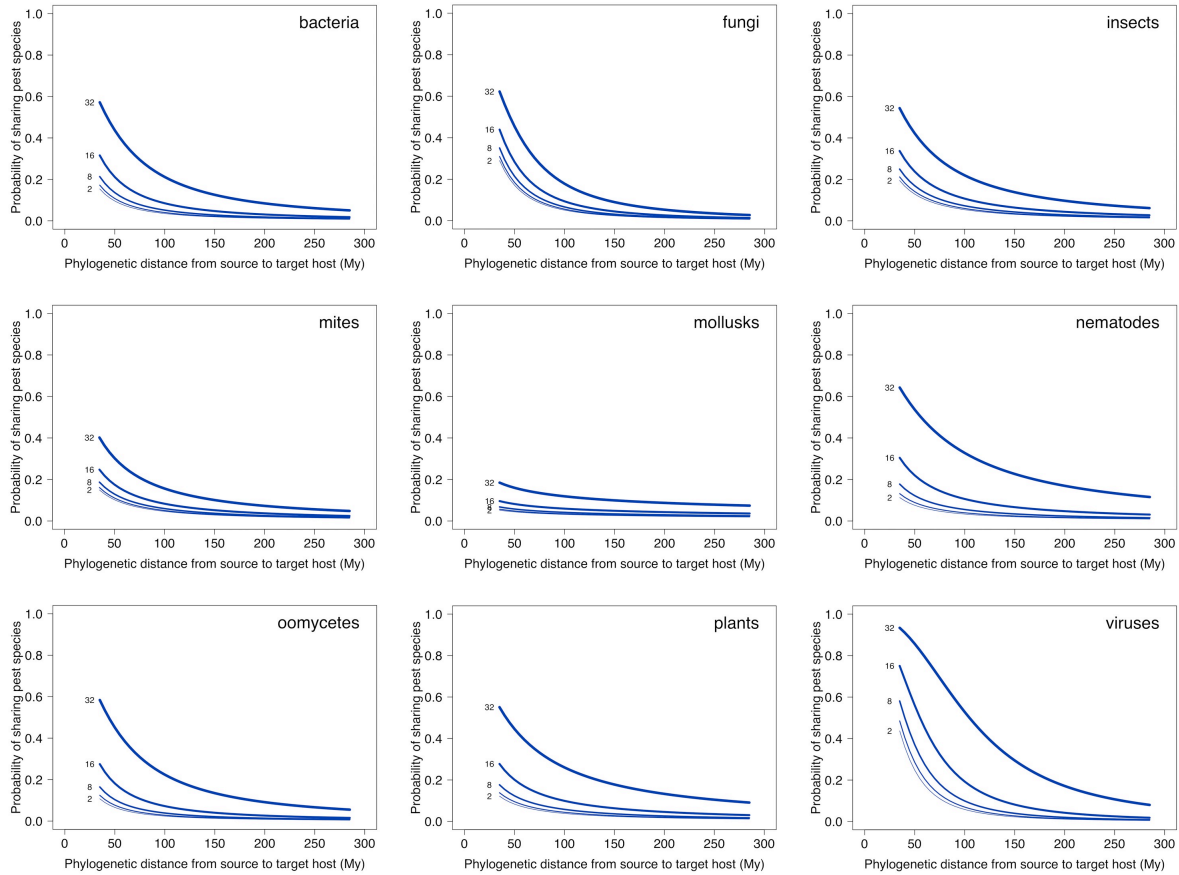 bacteria
Probability of sharing pest species
1.0
0.8
0.6
0.4
0.2
0.0
32
16
8
2
0 50 100 150 200 250 300
Phylogenetic distance from source to target host (My)
fungi
Probability of sharing pest species
1.0
0.8
0.6
0.4
0.2
0.0
32
16
8
2
0 50 100 150 200 250 300
Phylogenetic distance from source to target host (My)
insects
Probability of sharing pest species
1.0
0.8
0.6
0.4
0.2
0.0
32
16
8
2
0 50 100 150 200 250 300
Phylogenetic distance from source to target host (My)
mites
Probability of sharing pest species
1.0
0.8
0.6
0.4
0.2
0.0
32
16
8
2
0 50 100 150 200 250 300
Phylogenetic distance from source to target host (My)
mollusks
Probability of sharing pest species
1.0
0.8
0.6
0.4
0.2
0.0
32
16
8
2
0 50 100 150 200 250 300
Phylogenetic distance from source to target host (My)
nematodes
Probability of sharing pest species
1.0
0.8
0.6
0.4
0.2
0.0
32
16
8
2
0 50 100 150 200 250 300
Phylogenetic distance from source to target host (My)
oomycetes
Probability of sharing pest species
1.0
0.8
0.6
0.4
0.2
0.0
32
16
8
2
0 50 100 150 200 250 300
Phylogenetic distance from source to target host (My)
plants
Probability of sharing pest species
1.0
0.8
0.6
0.4
0.2
0.0
32
16
8
2
0 50 100 150 200 250 300
Phylogenetic distance from source to target host (My)
viruses
Probability of sharing pest species
1.0
0.8
0.6
0.4
0.2
0.0
32
16
8
2
0 50 100 150 200 250 300
Phylogenetic distance from source to target host (My)